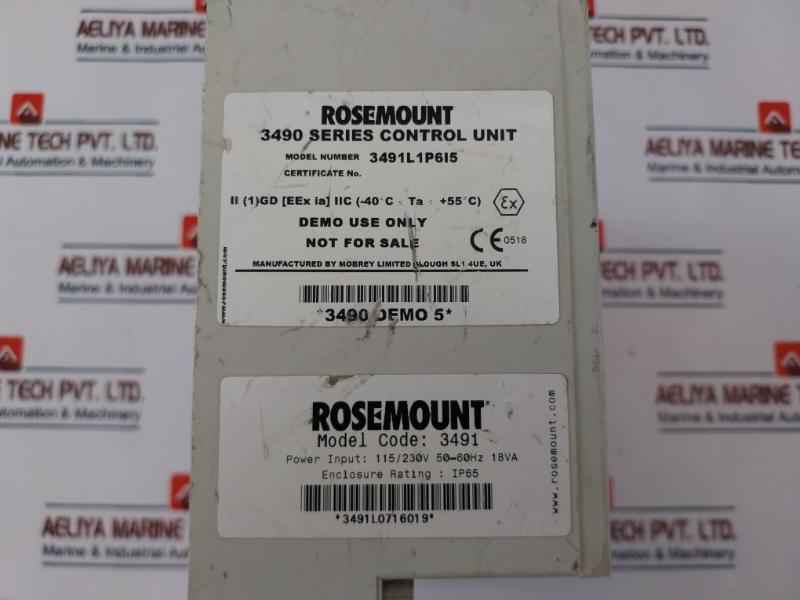 AELIYA MARINE TECH PVT. LTD.
Marine & Industrial Automation & Machinery
ROSEMOUNT
3490 SERIES CONTROL UNIT
MODEL NUMBER 3491L1P6I5
CERTIFICATE No.
II (1)GD [EEx ia] IIC (-40°C < Ta < +55°C) Ex
DEMO USE ONLY
NOT FOR SALE CE 0518
MANUFACTURED BY MOBREY LIMITED SLOUGH SL1 4UE, UK
*3490 DEMO 5*
ROSEMOUNT
Model Code: 3491
Power Input: 115/230V 50-60Hz 18VA
Enclosure Rating : IP65
*3491L0716019*
www.rosemount.com